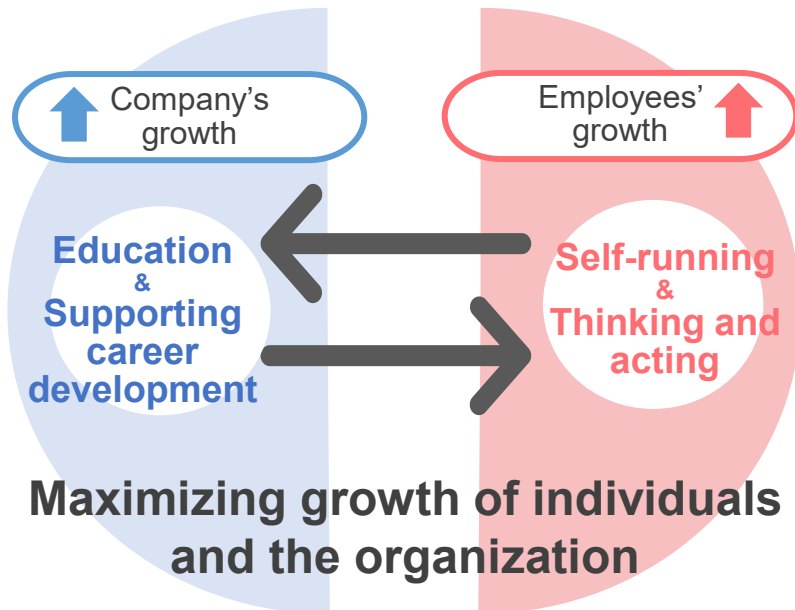 Company’s
growth
Employees’
growth
Education
&
Supporting
career
development
Self-running
&
Thinking and
acting
Maximizing growth of individuals
and the organization